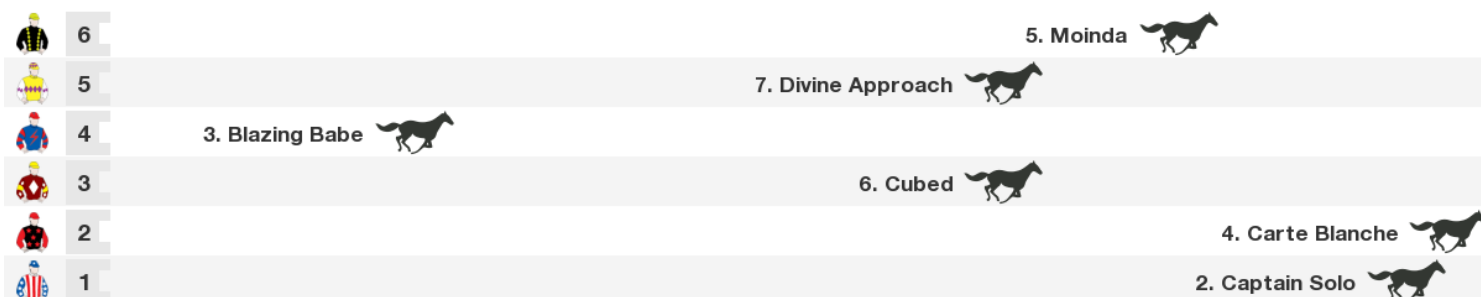 6 5. Moinda
5 7. Divine Approach
4 3. Blazing Babe
3 6. Cubed
2 4. Carte Blanche
1 2. Captain Solo